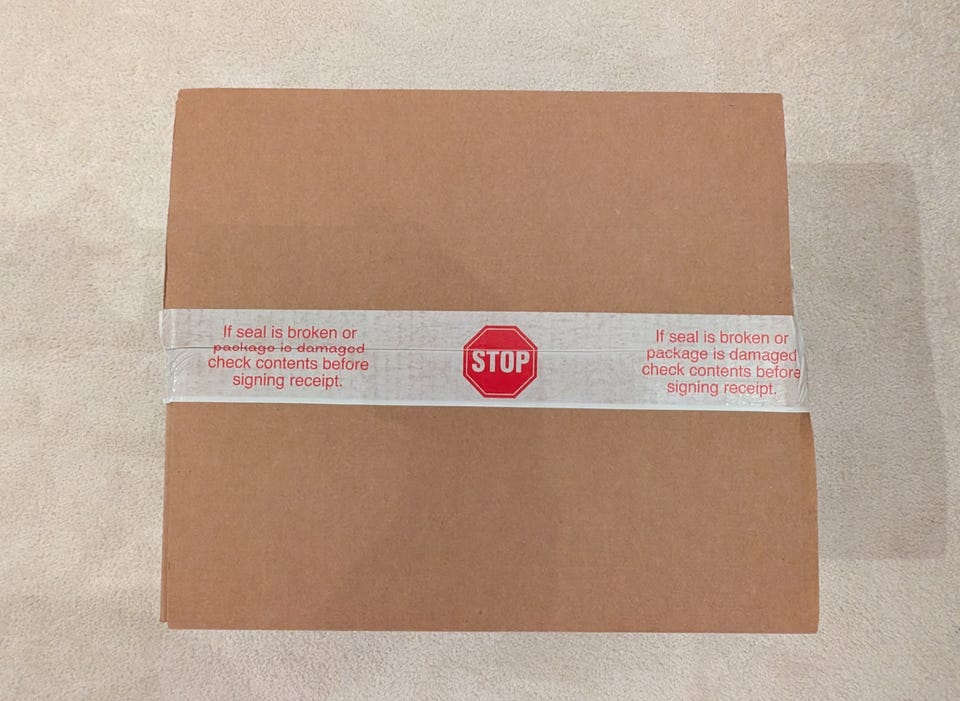 If seal is broken or
package is damaged
check contents before
signing receipt.
STOP
If seal is broken or
package is damaged
check contents before
signing receipt.